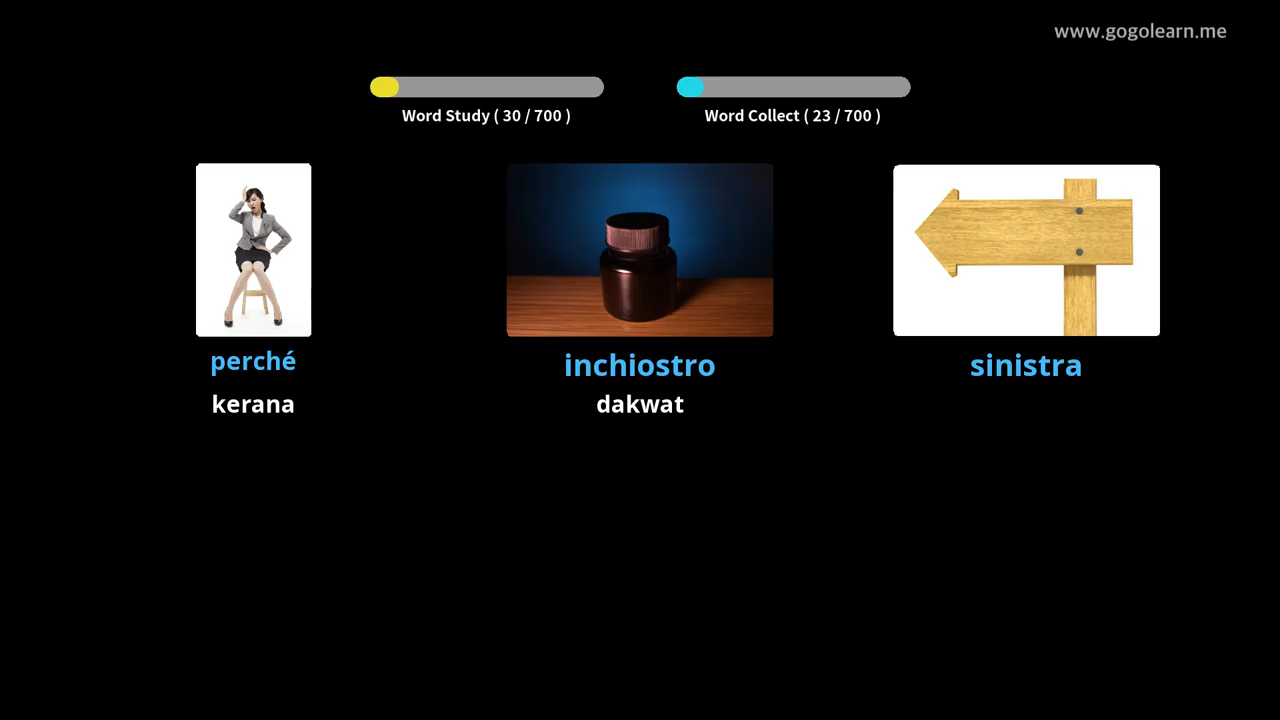 www.gogolearn.me
Word Study ( 30 / 700 )
Word Collect ( 23 / 700 )
perché
inchiostro
sinistra
kerana
dakwat